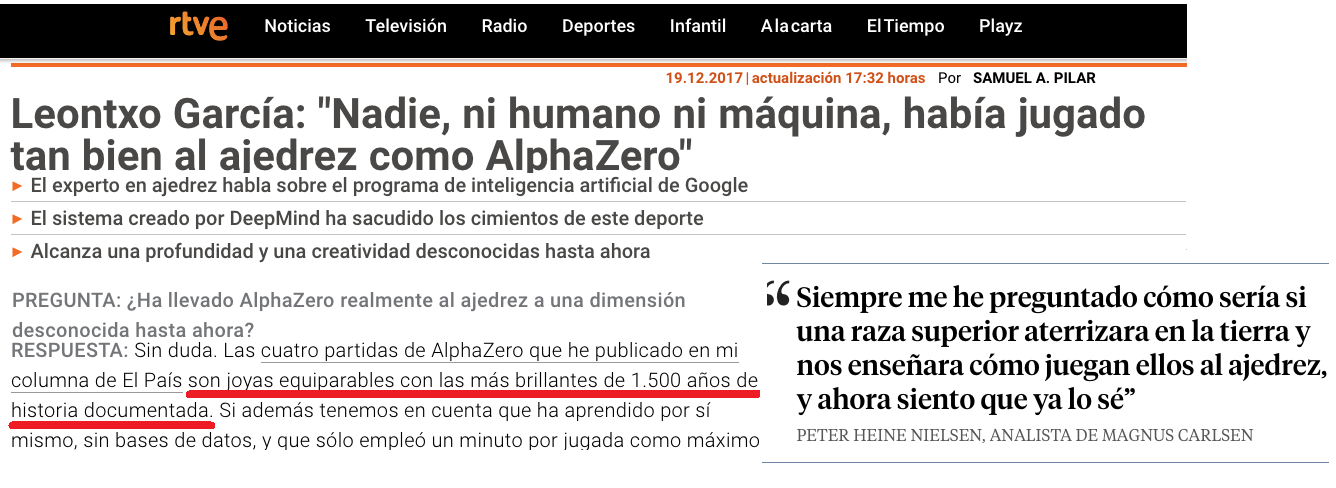 rtve Noticias Televisión Radio Deportes Infantil A la carta El Tiempo Playz
19.12.2017 | actualización 17:32 horas Por SAMUEL A. PILAR
Leontxo García: "Nadie, ni humano ni máquina, había jugado
tan bien al ajedrez como AlphaZero"
► El experto en ajedrez habla sobre el programa de inteligencia artificial de Google
► El sistema creado por DeepMind ha sacudido los cimientos de este deporte
► Alcanza una profundidad y una creatividad desconocidas hasta ahora
PREGUNTA: ¿Ha llevado AlphaZero realmente al ajedrez a una dimensión
desconocida hasta ahora?
RESPUESTA: Sin duda. Las cuatro partidas de AlphaZero que he publicado en mi
columna de El País son joyas equiparables con las más brillantes de 1.500 años de
historia documentada. Si además tenemos en cuenta que ha aprendido por sí
mismo, sin bases de datos, y que sólo empleó un minuto por jugada como máximo
“Siempre me he preguntado cómo sería si
una raza superior aterrizara en la tierra y
nos enseñara cómo juegan ellos al ajedrez,
y ahora siento que ya lo sé”
PETER HEINE NIELSEN, ANALISTA DE MAGNUS CARLSEN